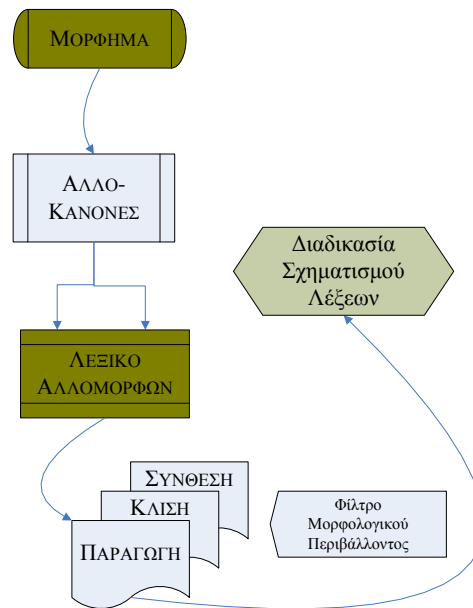 ΜΟΡΦΗΜΑ
ΑΛΛΟ-
ΚΑΝΟΝΕΣ
Διαδικασία
Σχηματισμού
Λέξεων
ΛΕΞΙΚΟ
ΑΛΛΟΜΟΡΦΩΝ
ΣΥΝΘΕΣΗ
ΚΛΙΣΗ
ΠΑΡΑΓΩΓΗ
Φίλτρο
Μορφολογικού
Περιβάλλοντος